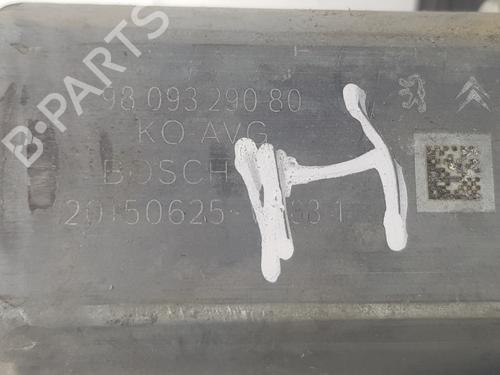 B-PARTS
98 093 290 80
KO AVG
BOSCH
20150625
H